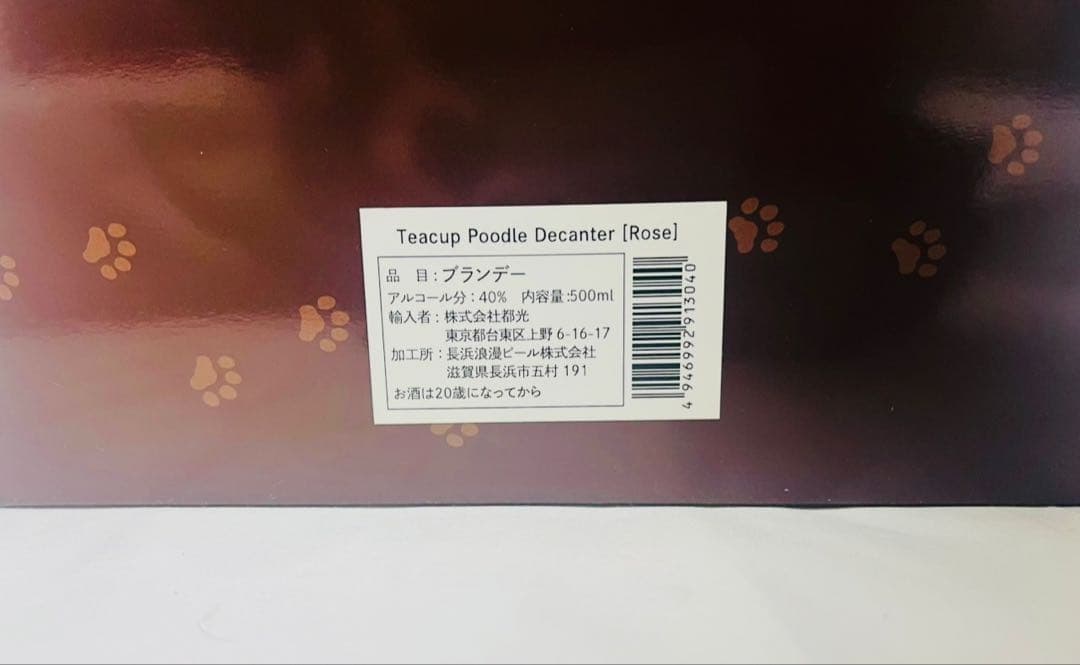 Teacup Poodle Decanter [Rose]
品　目：ブランデー
アルコール分：40%　内容量:500ml
輸入者：株式会社都光
東京都台東区上野 6-16-17
加工所：長浜浪漫ビール株式会社
滋賀県長浜市五村 191
お酒は20歳になってから
4 946992 913040